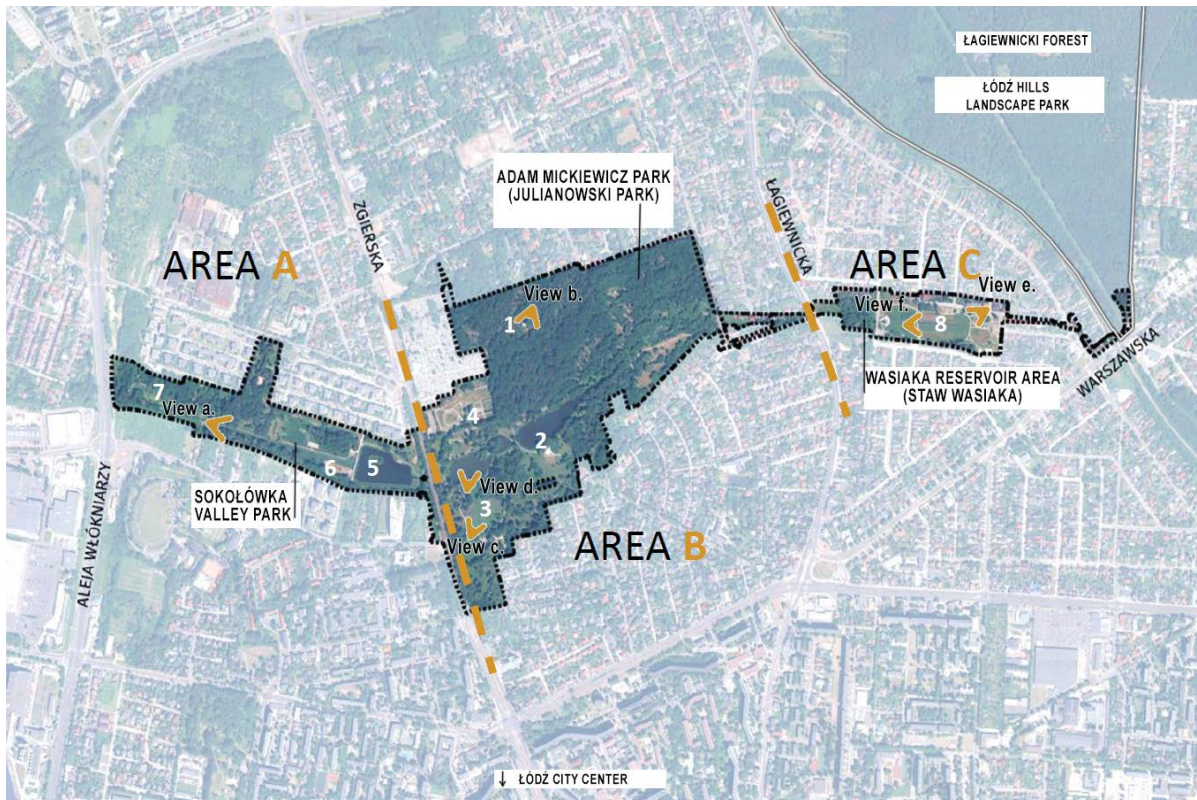 ŁAGIEWNICKI FOREST
ŁÓDŹ HILLS
LANDSCAPE PARK
ADAM MICKIEWICZ PARK
(JULIANOWSKI PARK)
ZGIERSKA
ŁAGIEWNICKA
AREA A
AREA C
View e.
View b.
View f.
1
8
WASIAKA RESERVOIR AREA
(STAW WASIAKA)
WARSZAWSKA
7
View a.
4
2
6
5
SOKOŁÓWKA
VALLEY PARK
View d.
3
View c.
AREA B
ALEJA WŁÓKNIARZY
↓ ŁÓDŹ CITY CENTER